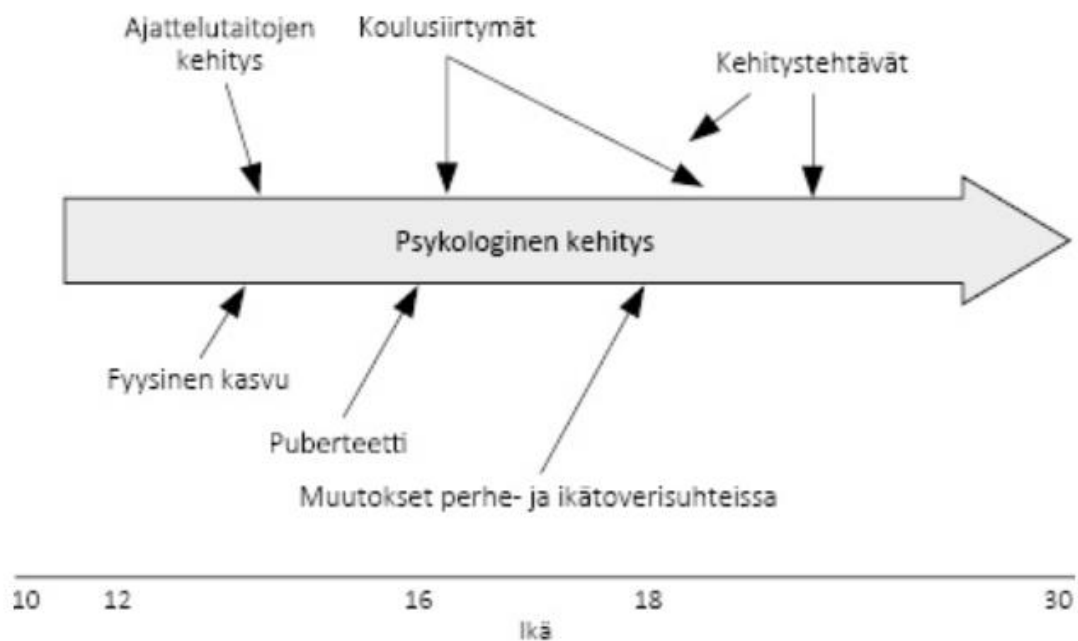 Ajattelutaitojen
kehitys
Koulusiirtymät
Kehitystehtävät
Psykologinen kehitys
Fyysinen kasvu
Puberteetti
Muutokset perhe- ja ikätoverisuhteissa
10 12 16 18 30
Ikä